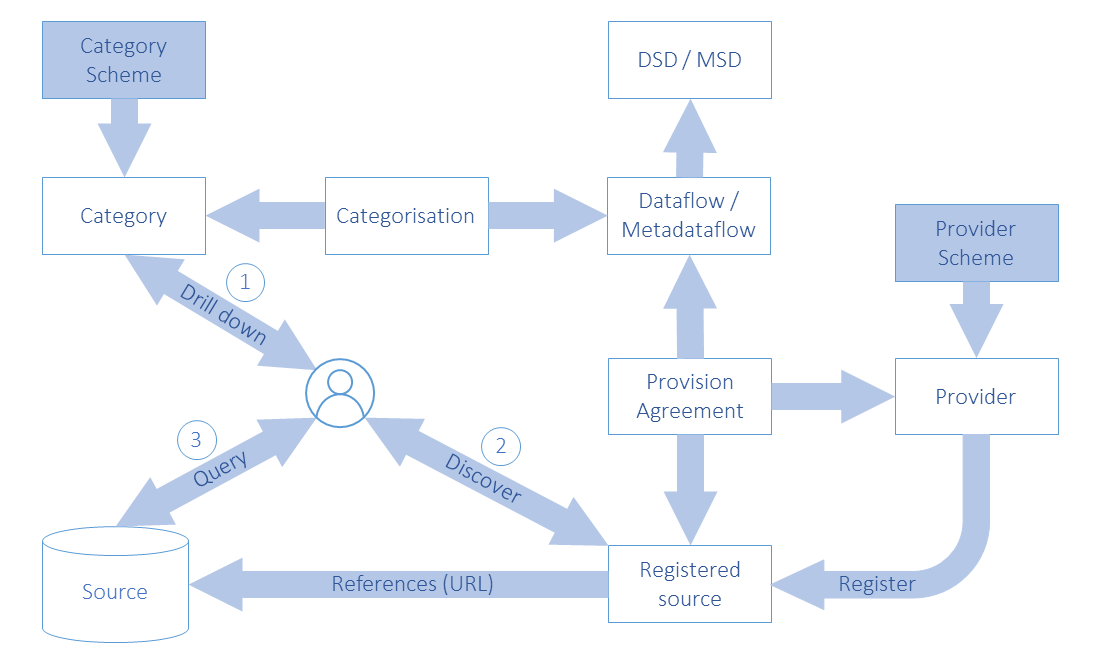 Category
Scheme
DSD / MSD
Category
Categorisation
Dataflow /
Metadataflow
Provider
Scheme
1
Drill down
Provision
Agreement
Provider
3
Query
2
Discover
Source
References (URL)
Registered
source
Register